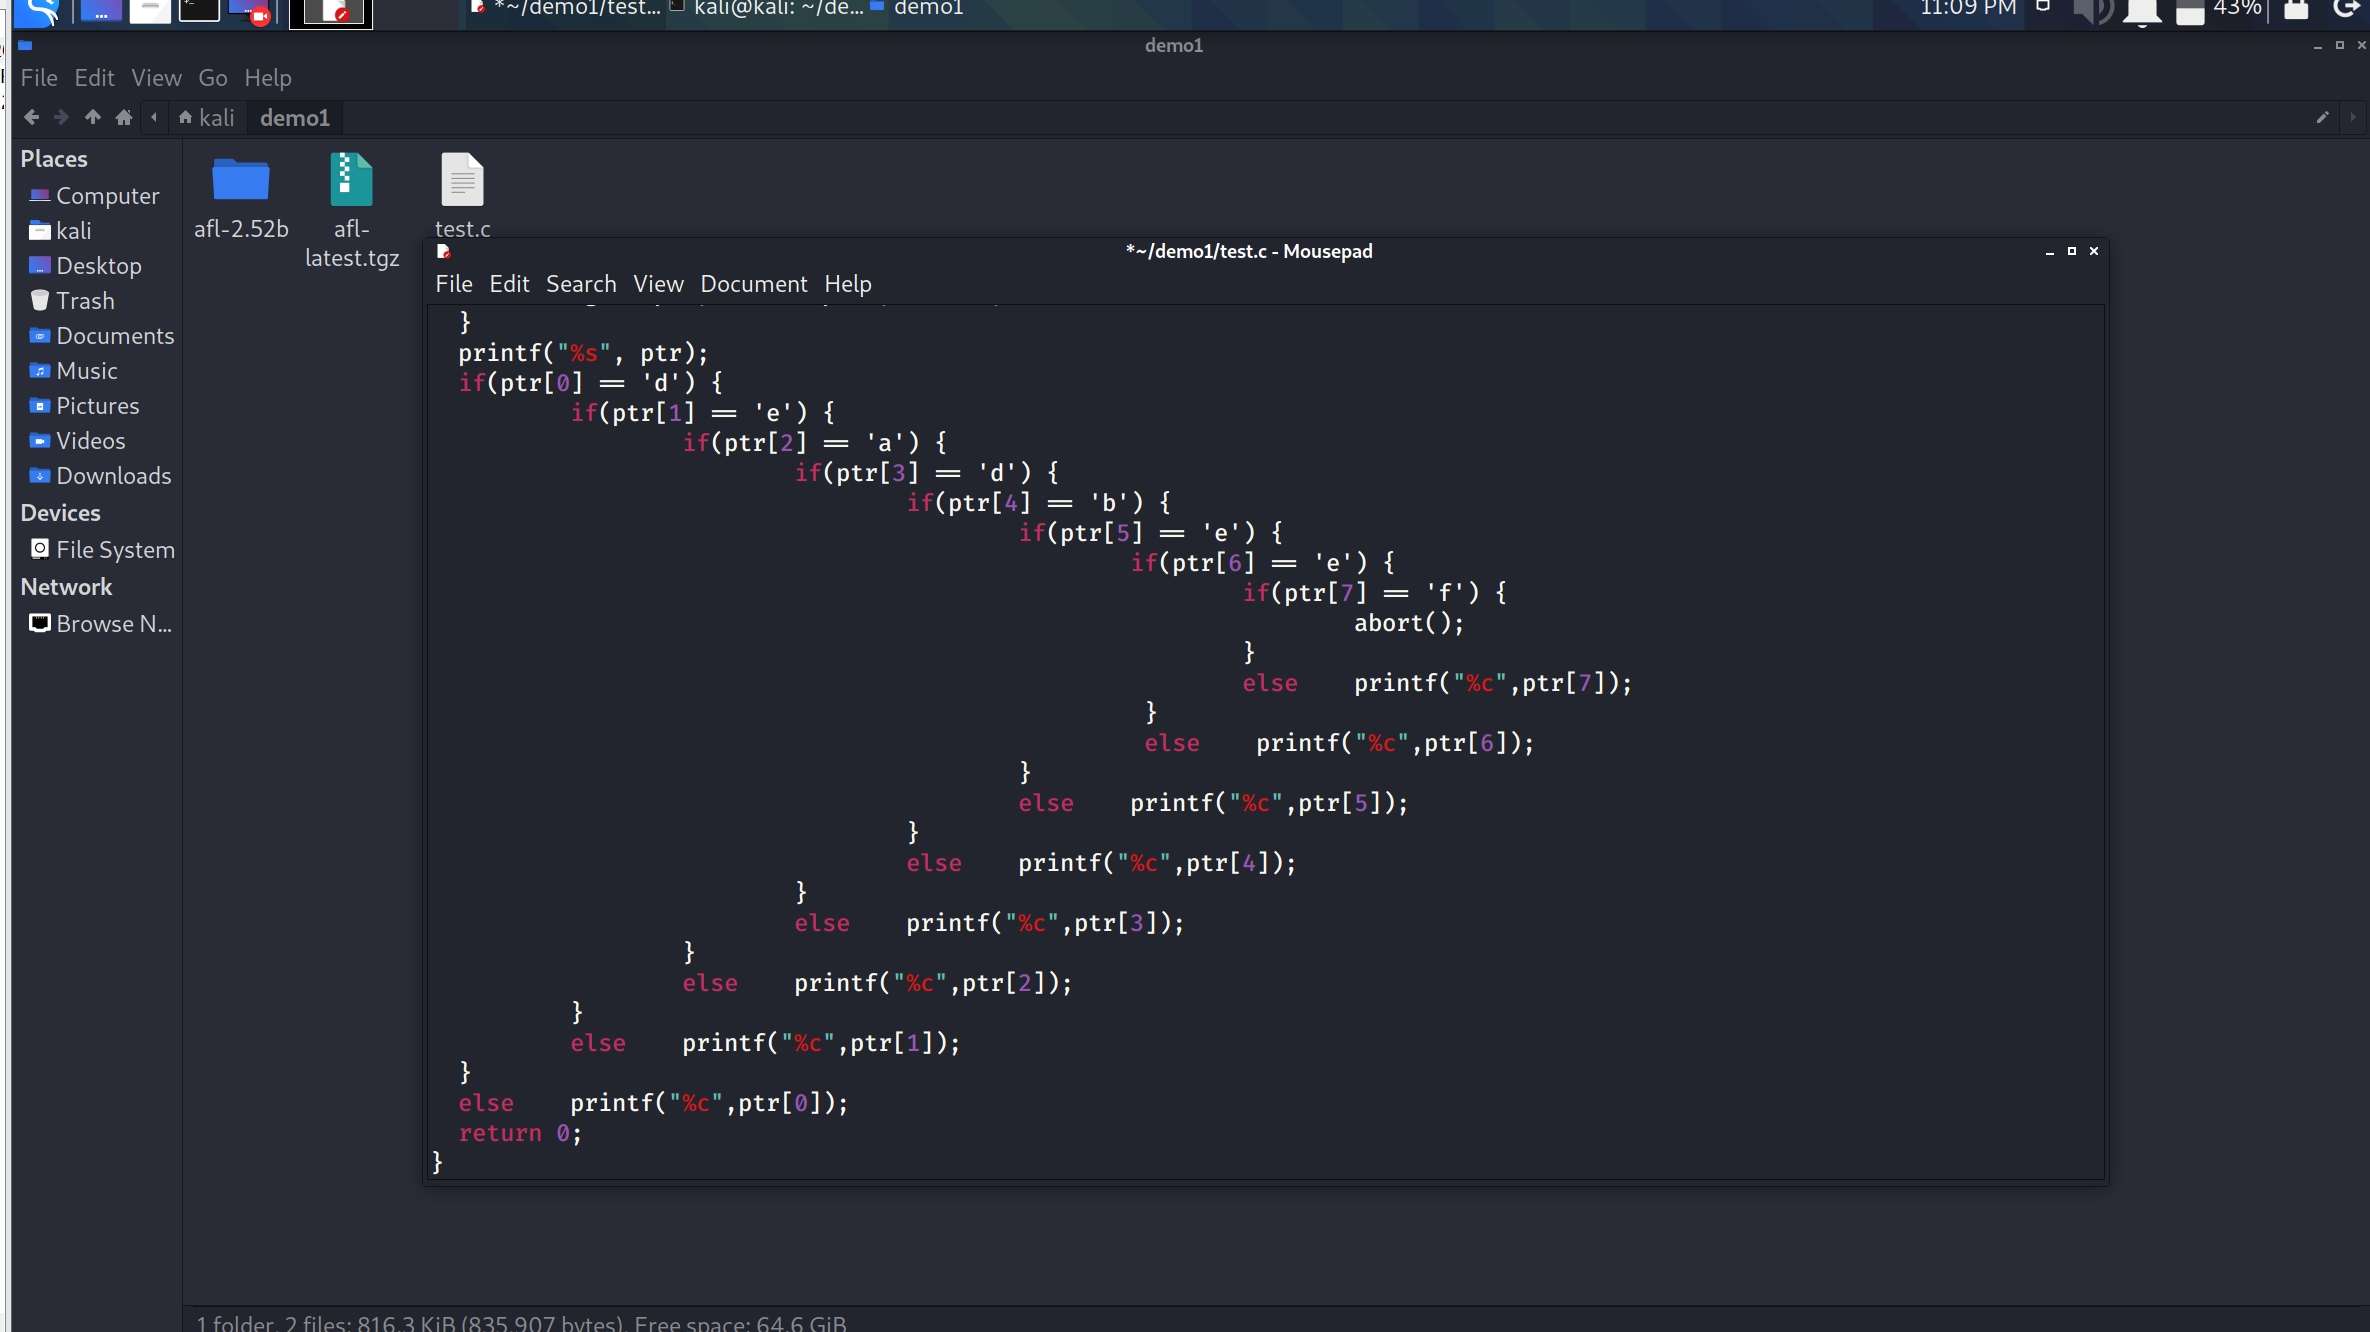 *~/demo1/test...
kali@kali: ~/de...
demo1
11:09 PM
43%
demo1
File Edit View Go Help
kali
demo1
Places
Computer
kali
Desktop
Trash
Documents
Music
Pictures
Videos
Downloads
Devices
File System
Network
Browse N...
afl-2.52b
afl-
latest.tgz
test.c
*~/demo1/test.c - Mousepad
File Edit Search View Document Help
}
printf("%s", ptr);
if(ptr[0] == 'd') {
if(ptr[1] == 'e') {
if(ptr[2] == 'a') {
if(ptr[3] == 'd') {
if(ptr[4] == 'b') {
if(ptr[5] == 'e') {
if(ptr[6] == 'e') {
if(ptr[7] == 'f') {
abort();
}
else printf("%c",ptr[7]);
}
else printf("%c",ptr[6]);
}
else printf("%c",ptr[5]);
}
else printf("%c",ptr[4]);
}
else printf("%c",ptr[3]);
}
else printf("%c",ptr[2]);
}
else printf("%c",ptr[1]);
}
else printf("%c",ptr[0]);
return 0;
}
1 folder, 2 files: 816.3 KiB (835,907 bytes), Free space: 64.6 GiB